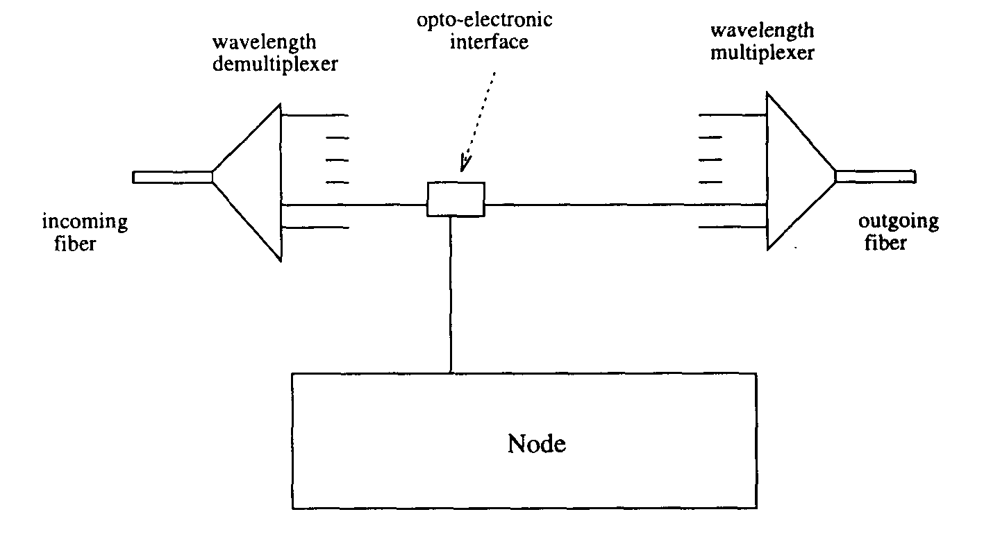 opto-electronic
interface
wavelength
demultiplexer
wavelength
multiplexer
incoming
fiber
outgoing
fiber
Node